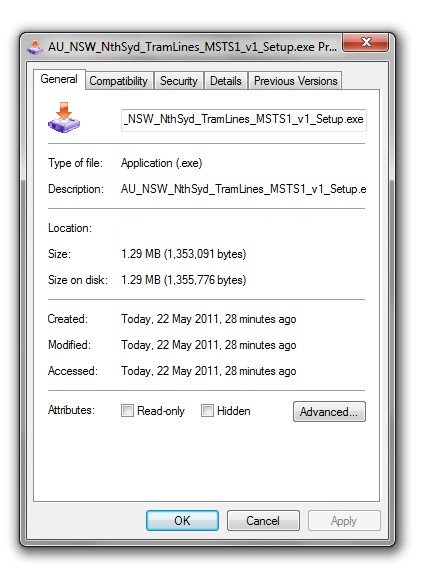 AU_NSW_NthSyd_TramLines_MSTS1_v1_Setup.exe Pr...
General Compatibility Security Details Previous Versions
_NSW_NthSyd_TramLines_MSTS1_v1_Setup.exe
Type of file: Application (.exe)
Description: AU_NSW_NthSyd_TramLines_MSTS1_v1_Setup.e
Location:
Size: 1.29 MB (1,353,091 bytes)
Size on disk: 1.29 MB (1,355,776 bytes)
Created: Today, 22 May 2011, 28 minutes ago
Modified: Today, 22 May 2011, 28 minutes ago
Accessed: Today, 22 May 2011, 28 minutes ago
Attributes: Read-only Hidden Advanced...
OK Cancel Apply